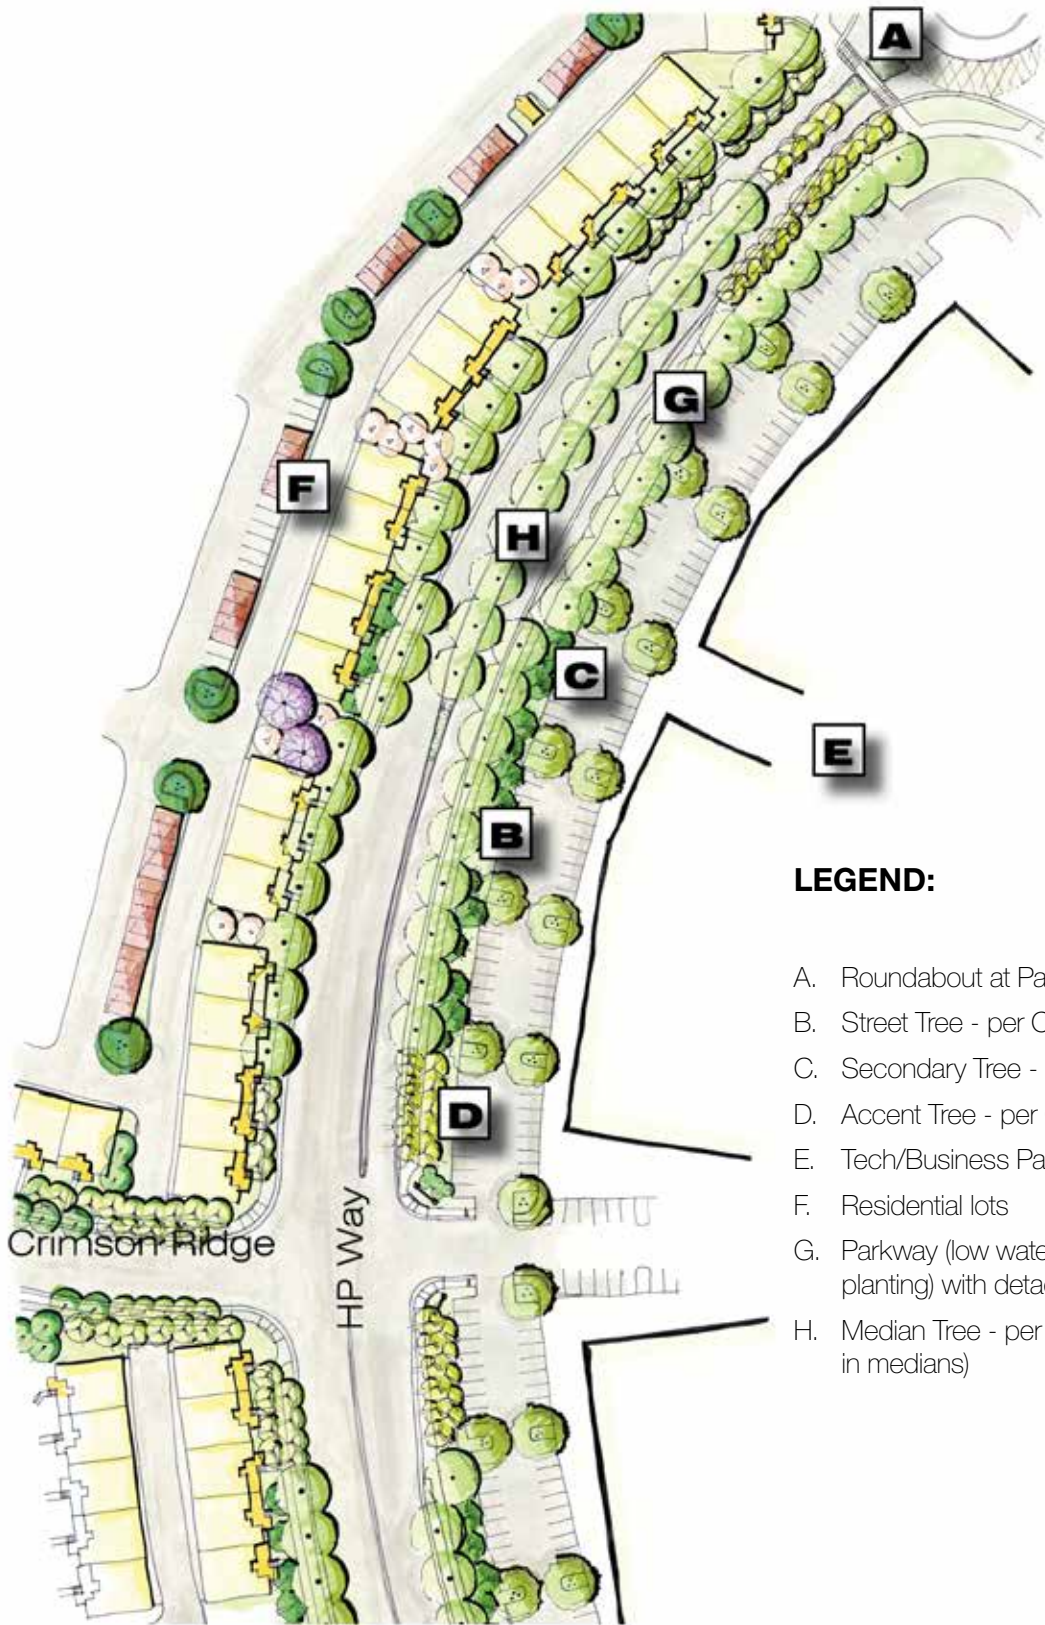 A
G
F
H
C
E
B
LEGEND:
A. Roundabout at Pa
B. Street Tree - per C
C. Secondary Tree -
D. Accent Tree - per
E. Tech/Business Pa
F. Residential lots
G. Parkway (low wate
planting) with deta
H. Median Tree - per
in medians)
D
Crimson Ridge
HP Way